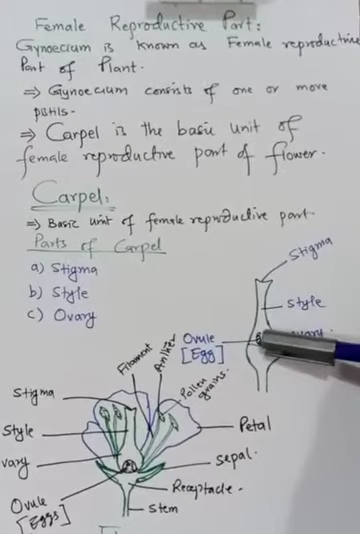 Female Reproductive Part:
Gynoecium is known as Female reproductive
Part of Plant.
⇒ Gynoecium consists of one or more
pistils.
⇒ Carpel is the basic unit of
female reproductive part of flower.
Carpel:
⇒ Basic unit of female reproductive part.
Parts of Carpel
a) Stigma
b) Style
c) Ovary
Stigma
Style
Ovary
Ovule
[Egg]
Filament
Anther
Pollen
grains.
Stigma
Style
vary
Ovule
[Eggs]
Petal
Sepal.
Receptacle.
Stem